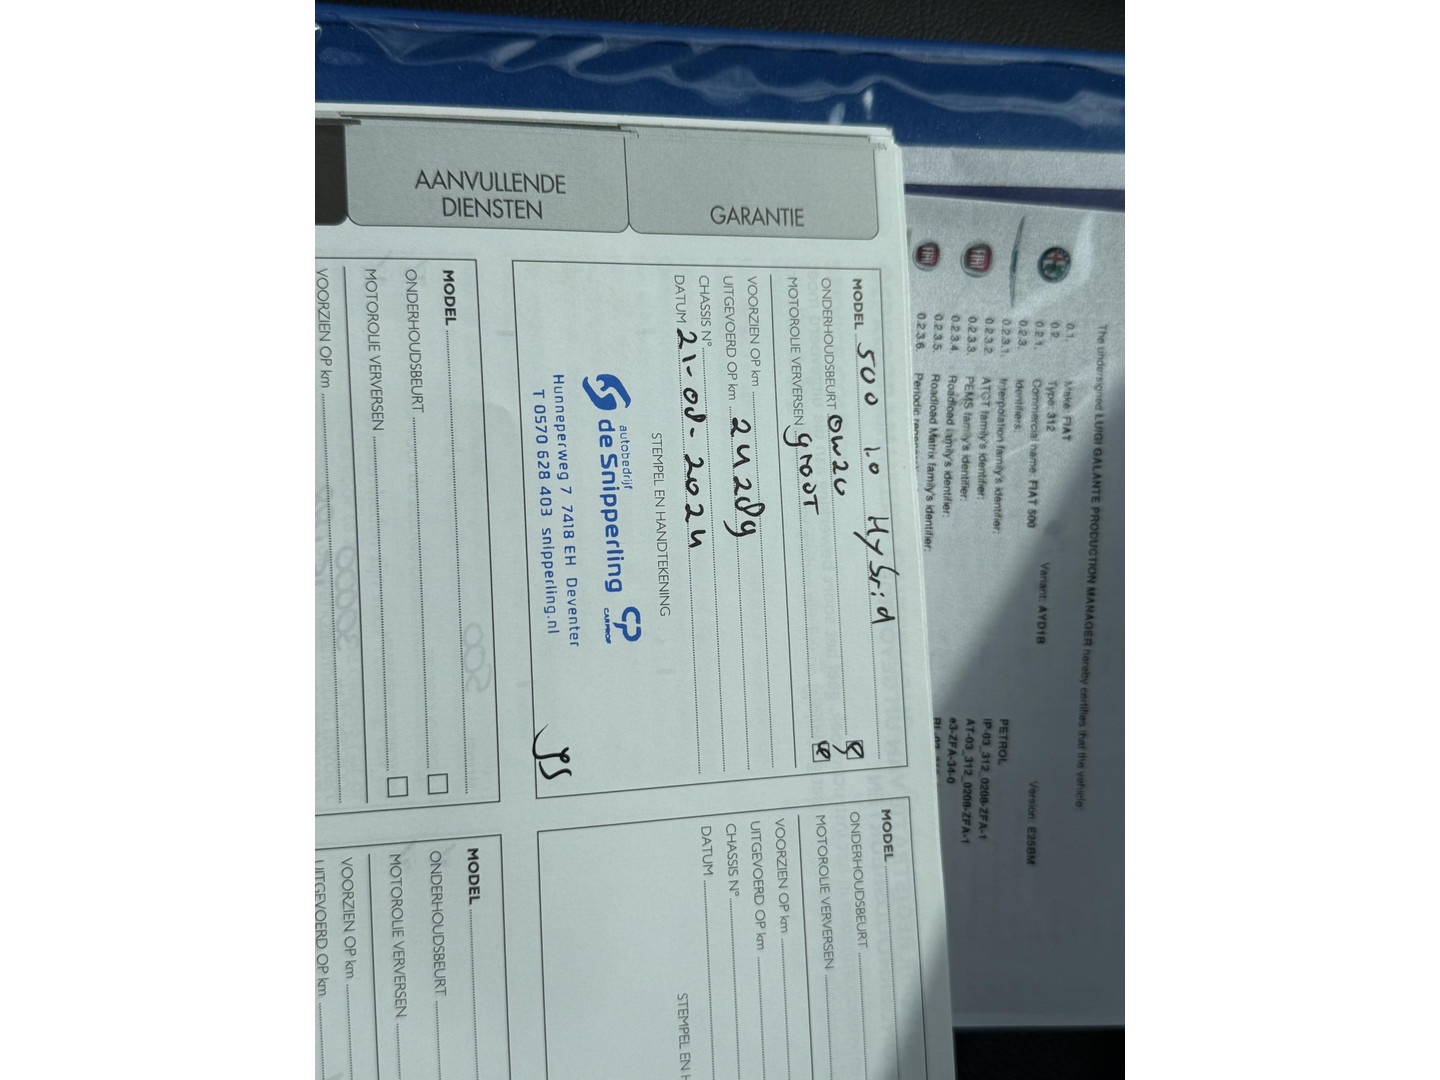 AANVULLENDE
DIENSTEN
GARANTIE
MODEL 500 1.0 Hybrid
ONDERHOUDSBEURT 0W20
MOTOROLIE VERVERSEN groot
VOORZIEN OP km
UITGEVOERD OP km 24289
CHASSIS N°
DATUM 21-08-2024
STEMPEL EN HANDTEKENING
autobedrijf
de Snipperling
CP
CARPROF
Hunneperweg 7 7418 EH Deventer
T 0570 628 403 snipperling.nl
MODEL
ONDERHOUDSBEURT
MOTOROLIE VERVERSEN
VOORZIEN OP km
MODEL
ONDERHOUDSBEURT
MOTOROLIE VERVERSEN
VOORZIEN OP km
UITGEVOERD OP km
CHASSIS N°
DATUM
STEMPEL EN H
MODEL
ONDERHOUDSBEURT
MOTOROLIE VERVERSEN
VOORZIEN OP km
UITGEVOERD OP km
The undersigned LUIGI GALANTE PRODUCTION MANAGER hereby certifies that the vehicle:
0.1. Make: FIAT
0.2. Type: 312 Variant: AYD1B Version: E25BM
0.2.1. Commercial name: FIAT 500
0.2.3. Identifiers:
0.2.3.1. Interpolation family's identifier: PETROL IP-03_312_0208-ZFA-1
0.2.3.2. ATCT family's identifier: AT-03_312_0208-ZFA-1
0.2.3.3. PEMS family's identifier: e3-ZFA-34-0
0.2.3.4. Roadload family's identifier:
0.2.3.5. Roadload Matrix family's identifier:
0.2.3.6. Periodic
FIAT
FIAT